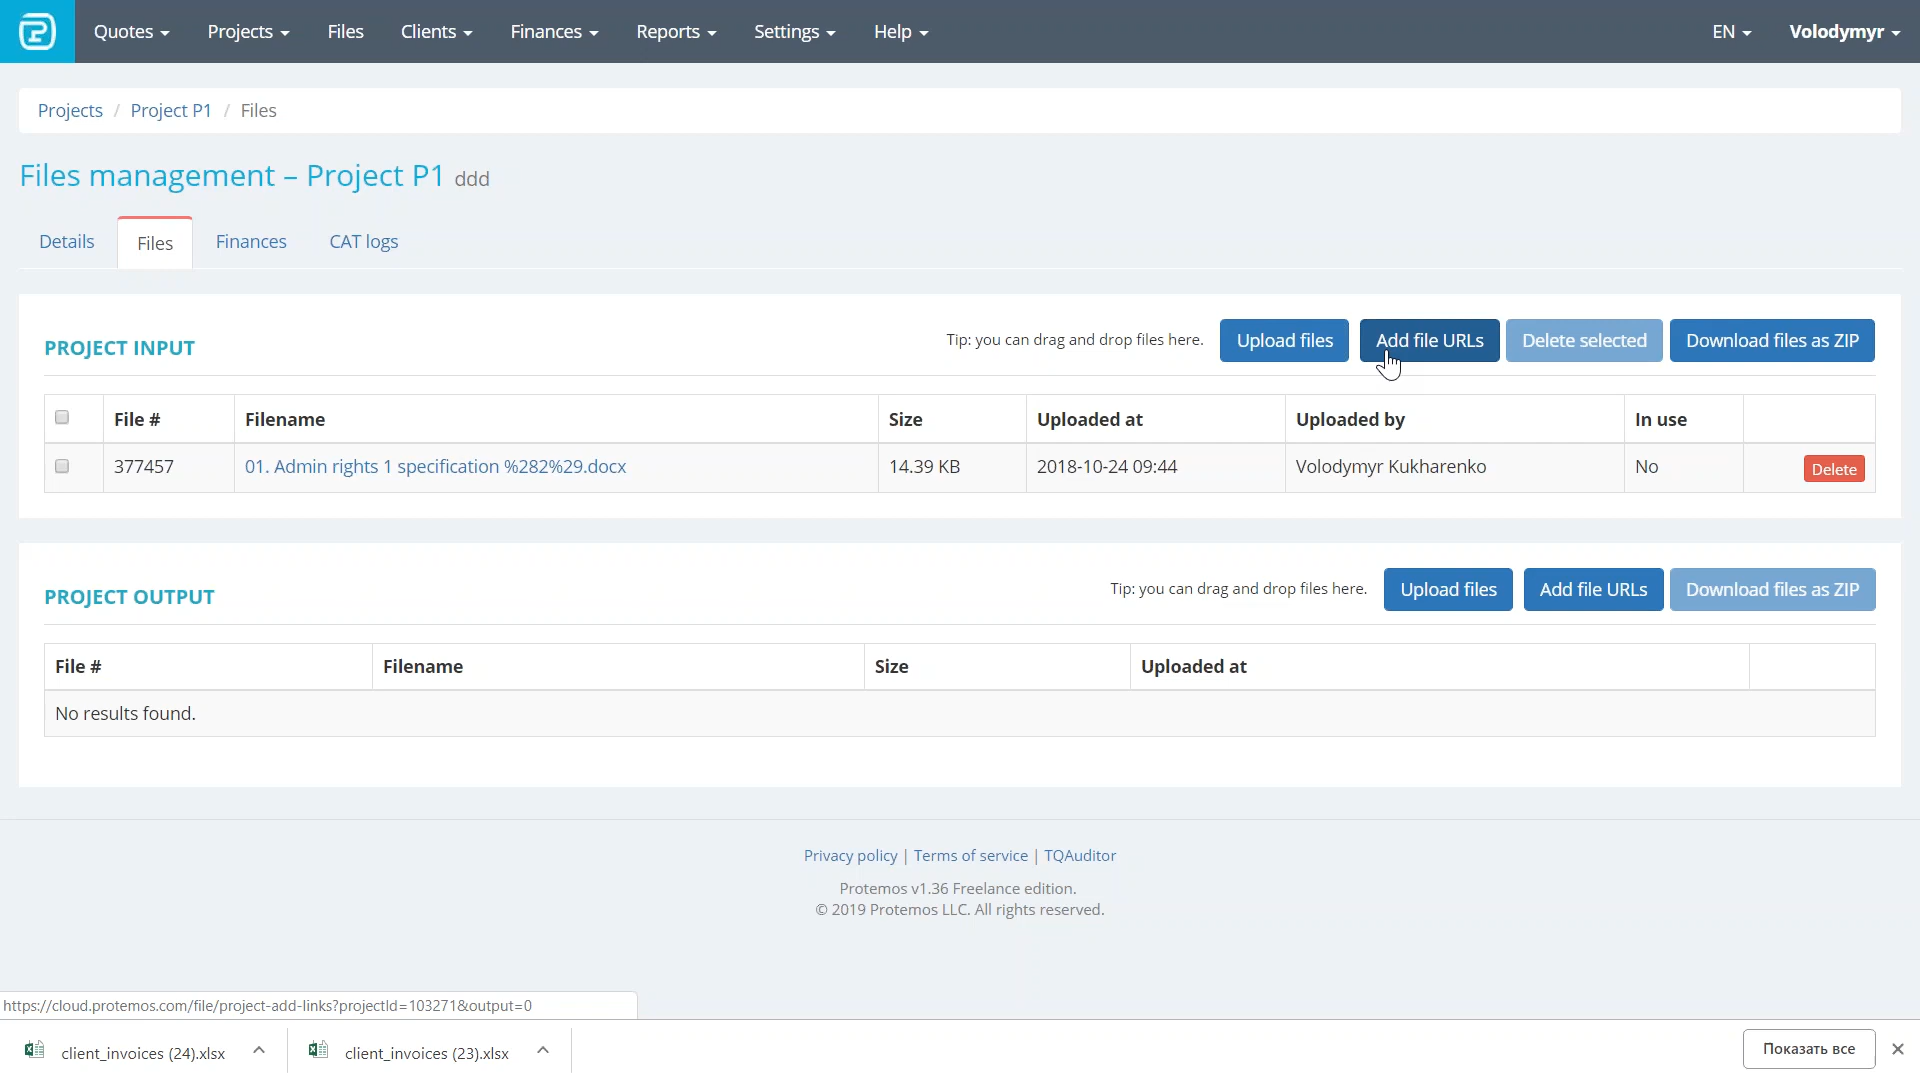 Quotes Projects Files Clients Finances Reports Settings Help EN Volodymyr
Projects / Project P1 / Files
Files management – Project P1 ddd
Details Files Finances CAT logs
PROJECT INPUT Tip: you can drag and drop files here. Upload files Add file URLs Delete selected Download files as ZIP
File # Filename Size Uploaded at Uploaded by In use
377457 01. Admin rights 1 specification %282%29.docx 14.39 KB 2018-10-24 09:44 Volodymyr Kukharenko No Delete
PROJECT OUTPUT Tip: you can drag and drop files here. Upload files Add file URLs Download files as ZIP
File # Filename Size Uploaded at
No results found.
Privacy policy | Terms of service | TQAuditor
Protemos v1.36 Freelance edition.
© 2019 Protemos LLC. All rights reserved.
https://cloud.protemos.com/file/project-add-links?projectId=103271&output=0
client_invoices (24).xlsx client_invoices (23).xlsx Показать все